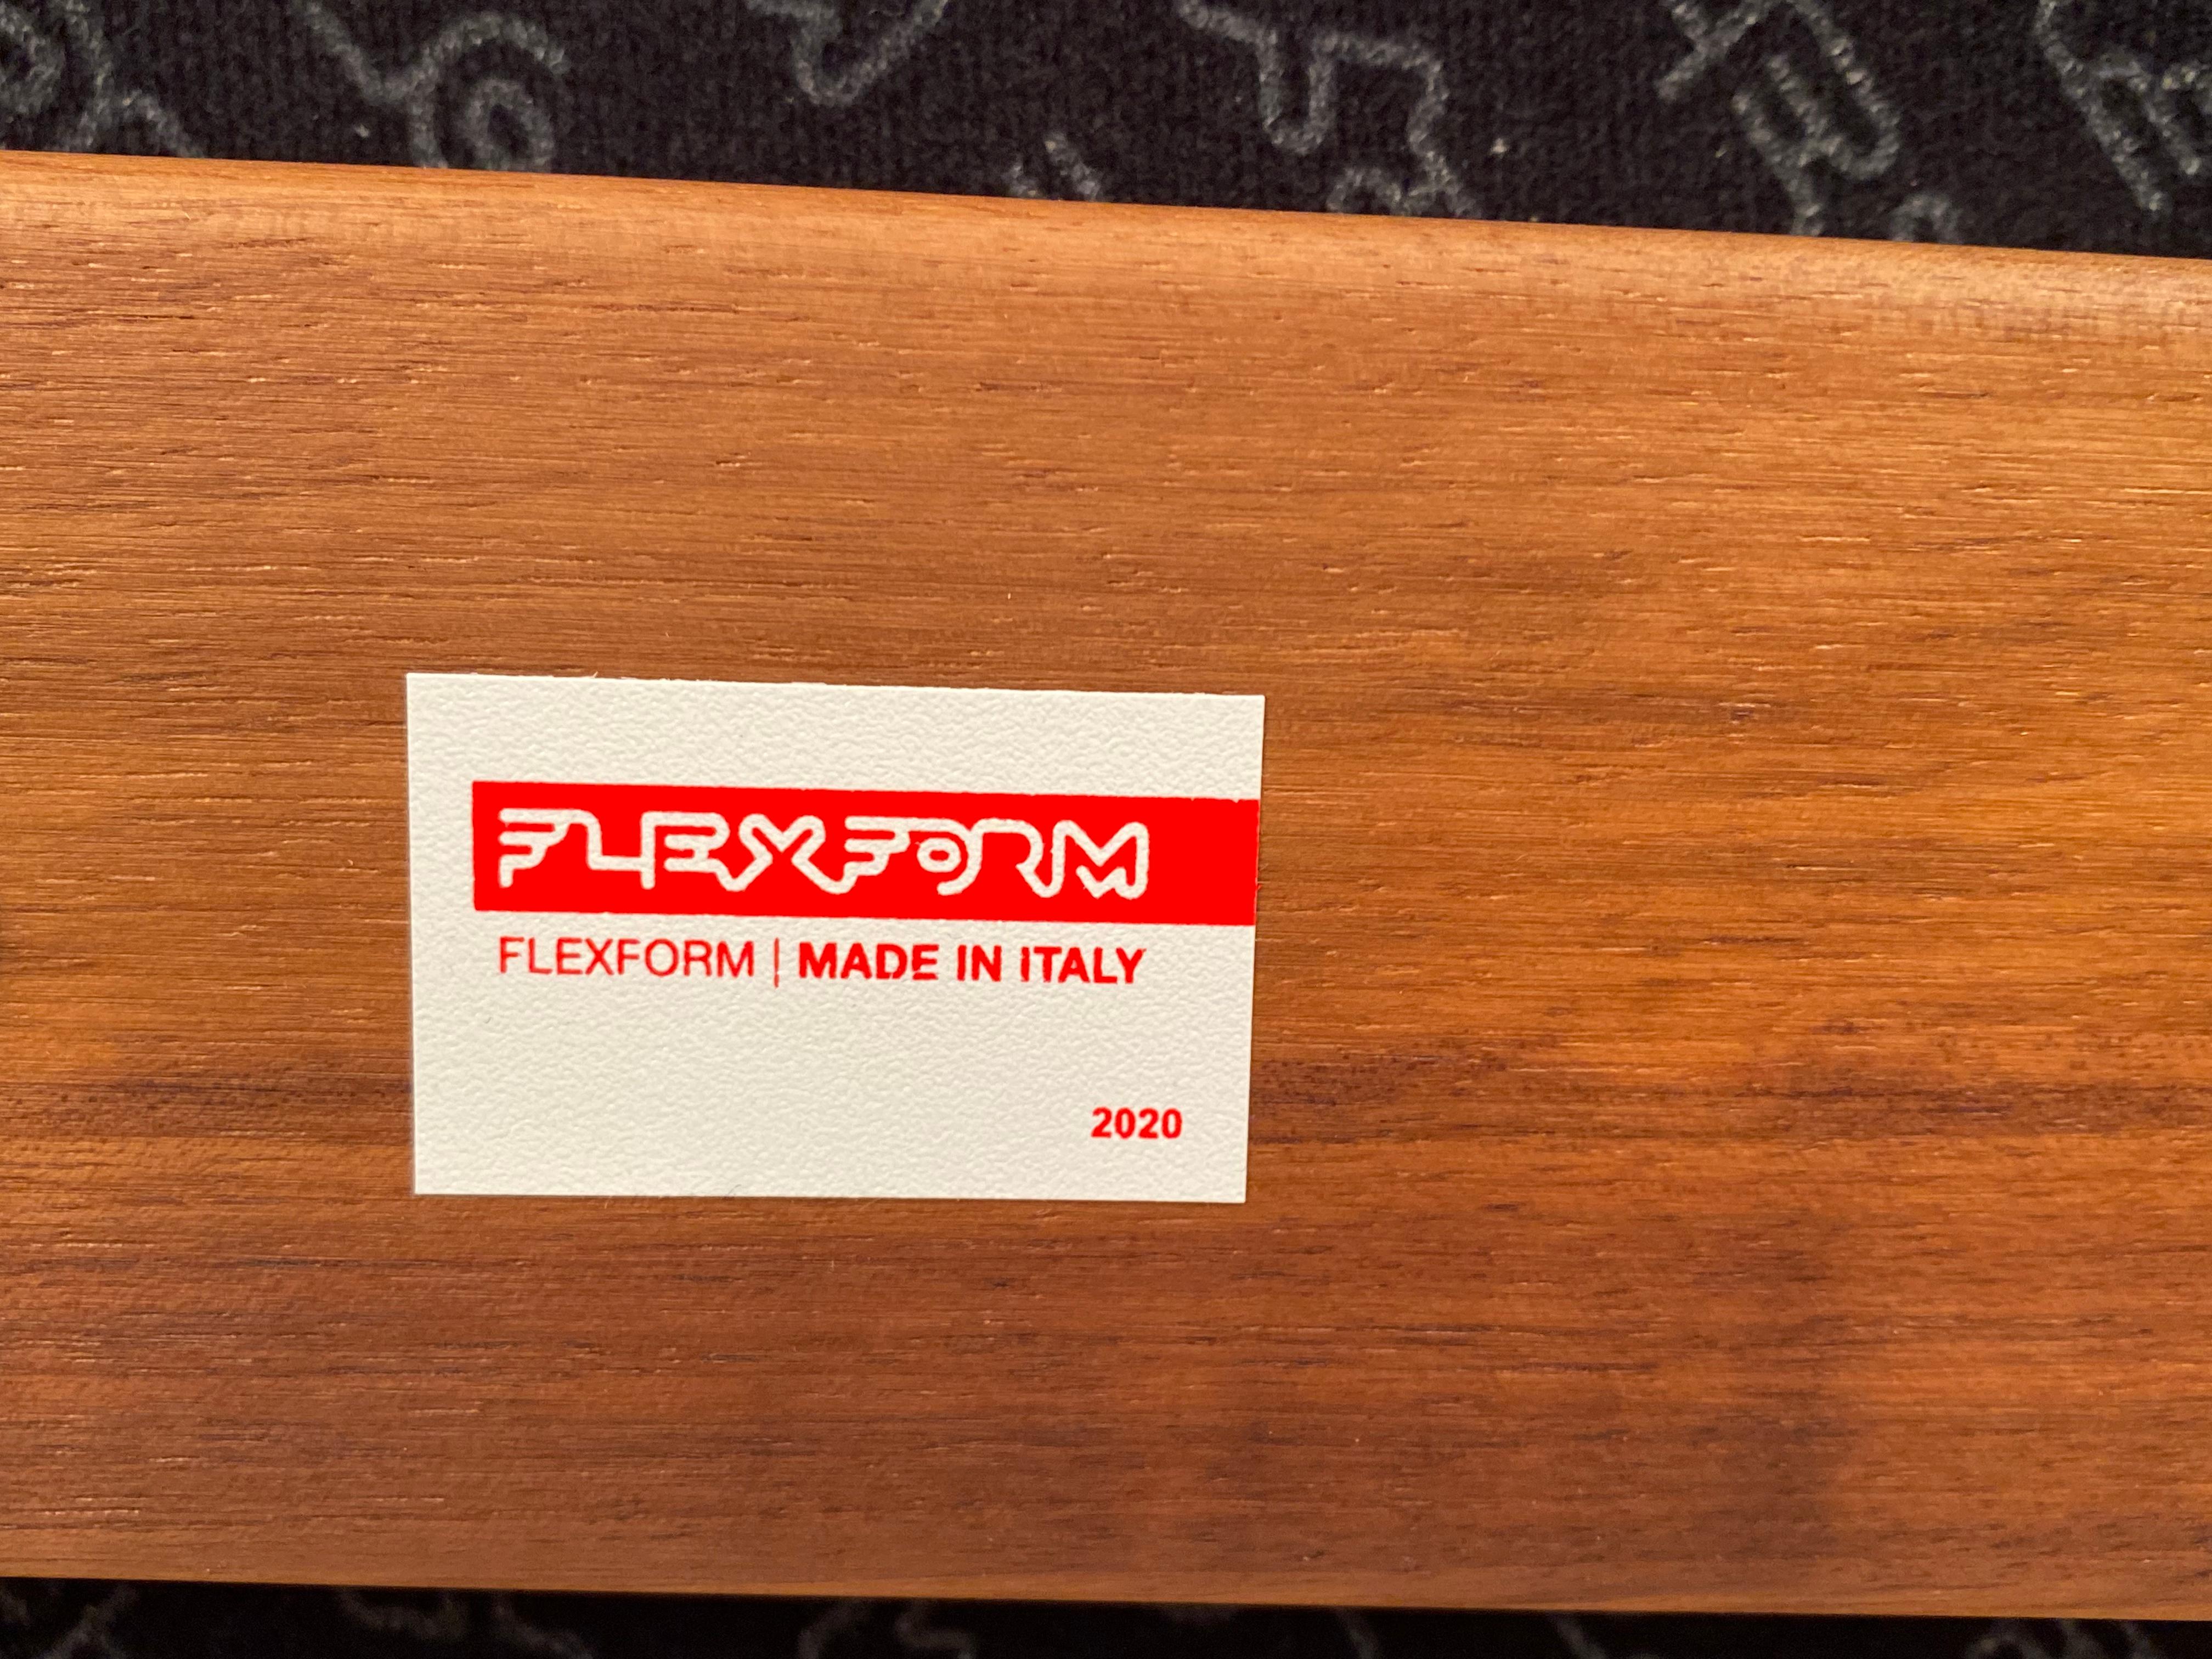 FLEXFORM
FLEXFORM | MADE IN ITALY
2020